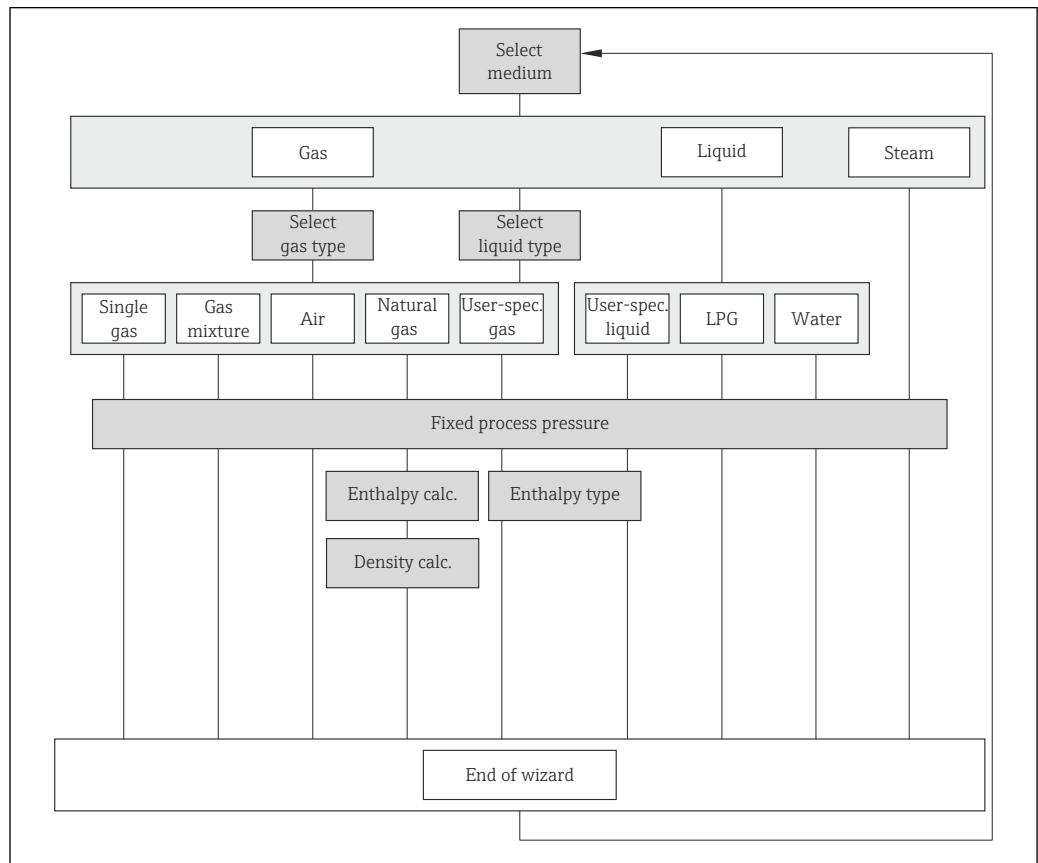 Select
medium
Gas
Liquid
Steam
Select
gas type
Select
liquid type
Single
gas
Gas
mixture
Air
Natural
gas
User-spec.
gas
User-spec.
liquid
LPG
Water
Fixed process pressure
Enthalpy calc.
Enthalpy type
Density calc.
End of wizard